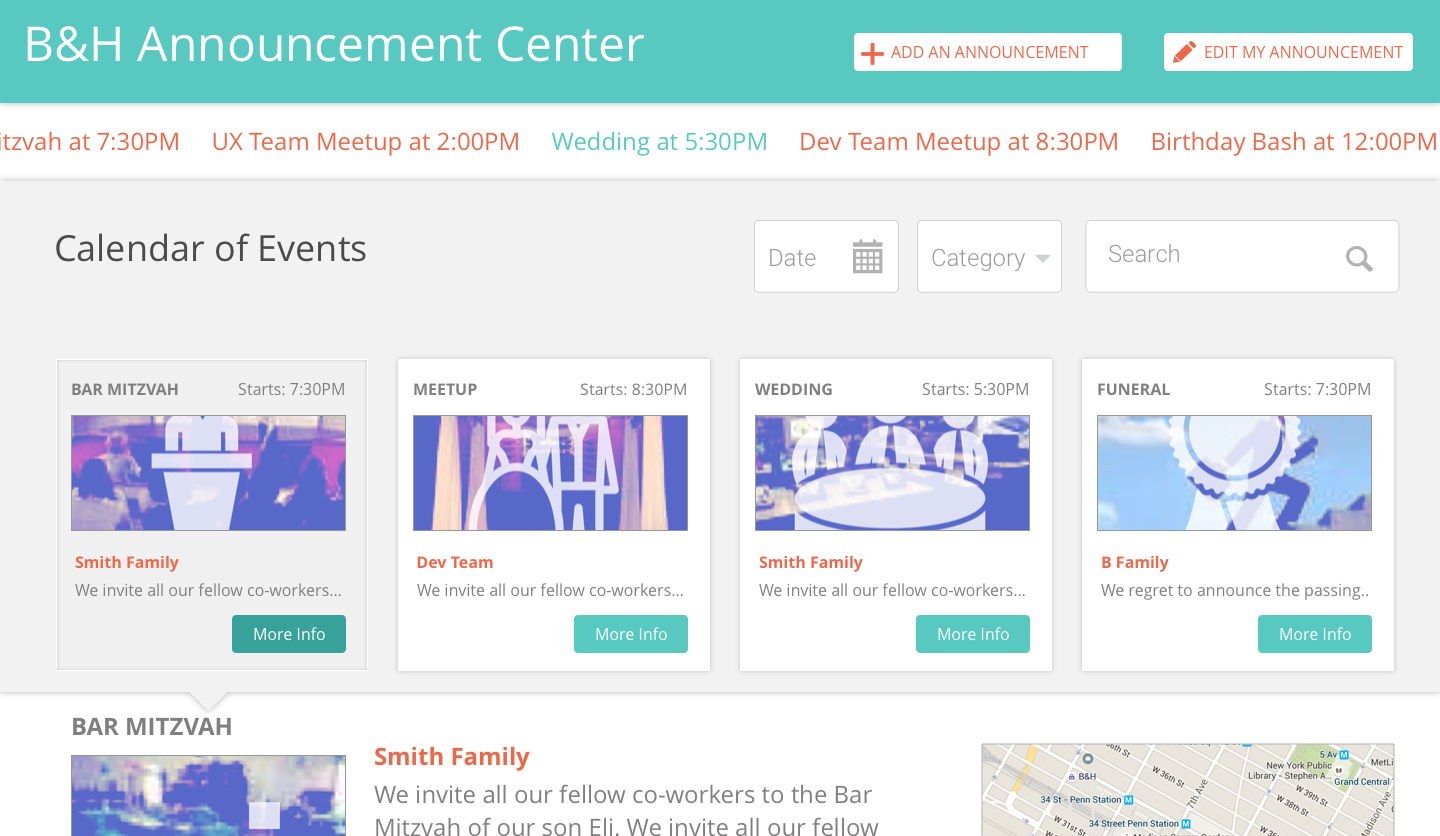 B&H Announcement Center
ADD AN ANNOUNCEMENT
EDIT MY ANNOUNCEMENT
itzvah at 7:30PM UX Team Meetup at 2:00PM Wedding at 5:30PM Dev Team Meetup at 8:30PM Birthday Bash at 12:00PM
Calendar of Events
Date
Category
Search
BAR MITZVAH Starts: 7:30PM
Smith Family
We invite all our fellow co-workers...
More Info
MEETUP Starts: 8:30PM
Dev Team
We invite all our fellow co-workers...
More Info
WEDDING Starts: 5:30PM
Smith Family
We invite all our fellow co-workers...
More Info
FUNERAL Starts: 7:30PM
B Family
We regret to announce the passing..
More Info
BAR MITZVAH
Smith Family
We invite all our fellow co-workers to the Bar
Mitzvah of our son Eli. We invite all our fellow
W 36th St
5 Av M
New York Public
Library - Stephen A...
MetLi
Grand Central
B&H
W 36th St
W 39th St
34 St - Penn Station M
7th Ave
W 38th St
Madison Ave
W 31st St
34 Street Penn Station M